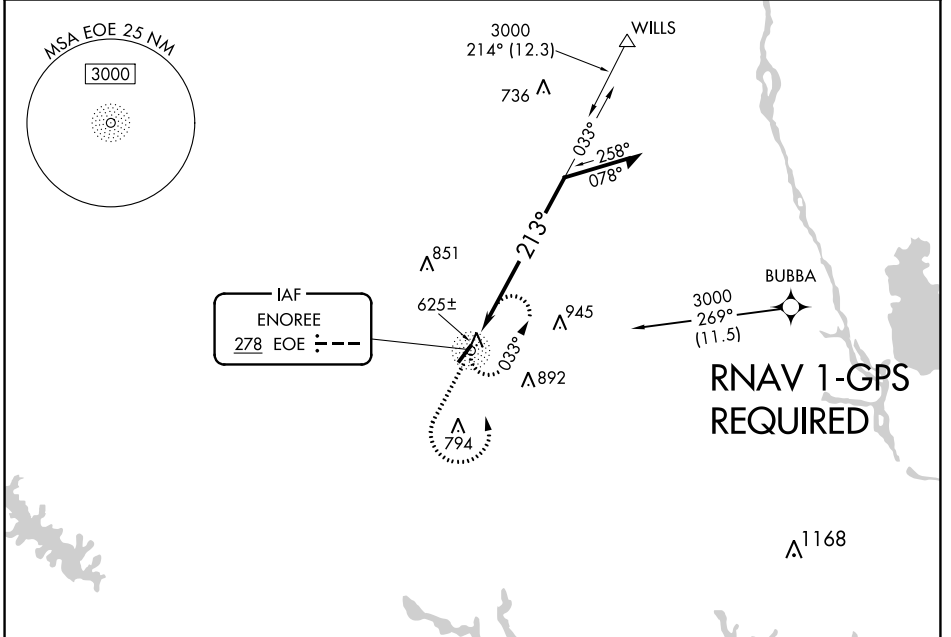 MSA EOE 25 NM
3000
3000
214° (12.3)
WILLS
736
033°
258°
078°
213°
851
IAF
ENOREE
278 EOE
625±
945
033°
892
794
BUBBA
3000
269°
(11.5)
RNAV 1-GPS
REQUIRED
1168